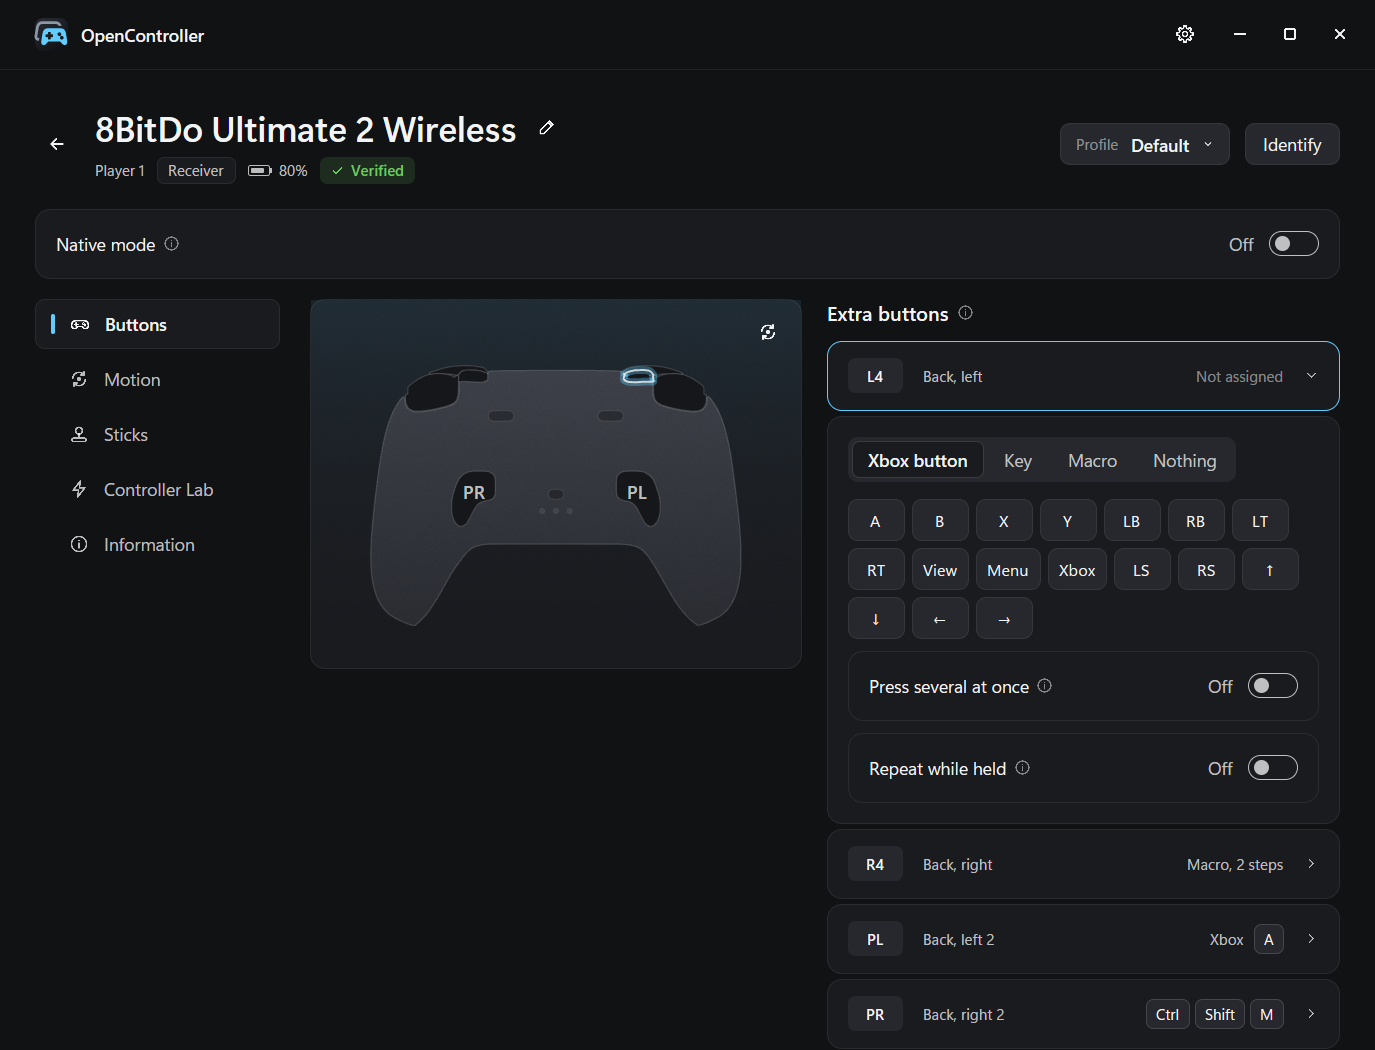 OpenController
8BitDo Ultimate 2 Wireless
Player 1 Receiver 80% Verified
Profile Default
Identify
Native mode
Off
Buttons
Motion
Sticks
Controller Lab
Information
PR
PL
Extra buttons
L4 Back, left Not assigned
Xbox button Key Macro Nothing
A B X Y LB RB LT
RT View Menu Xbox LS RS ↑
↓ ← →
Press several at once Off
Repeat while held Off
R4 Back, right Macro, 2 steps
PL Back, left 2 Xbox A
PR Back, right 2 Ctrl Shift M